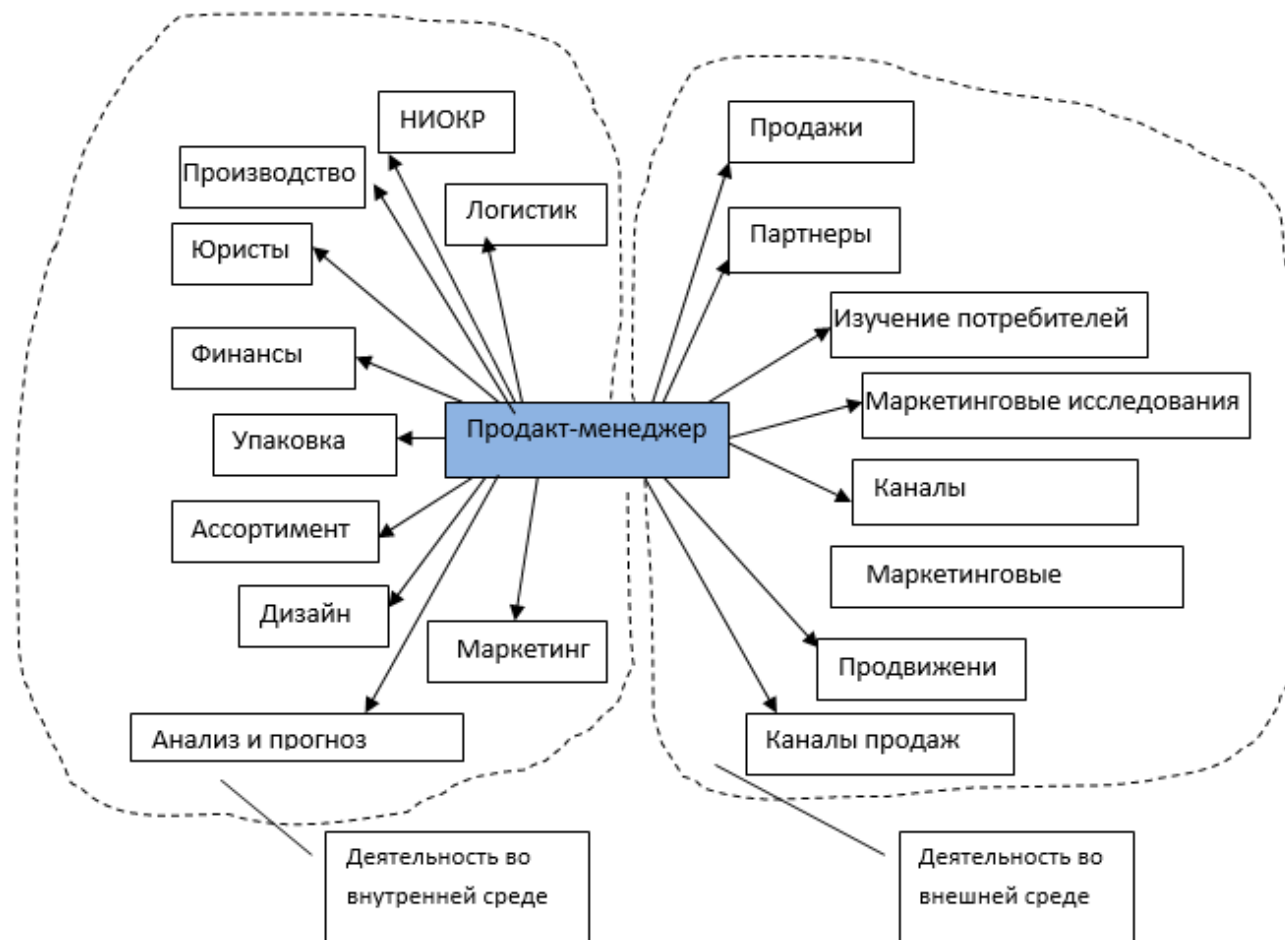 НИОКР
Производство
Логистик
Юристы
Финансы
Упаковка
Ассортимент
Дизайн
Маркетинг
Анализ и прогноз
Продакт-менеджер
Продажи
Партнеры
Изучение потребителей
Маркетинговые исследования
Каналы
Маркетинговые
Продвижени
Каналы продаж
Деятельность во
внутренней среде
Деятельность во
внешней среде